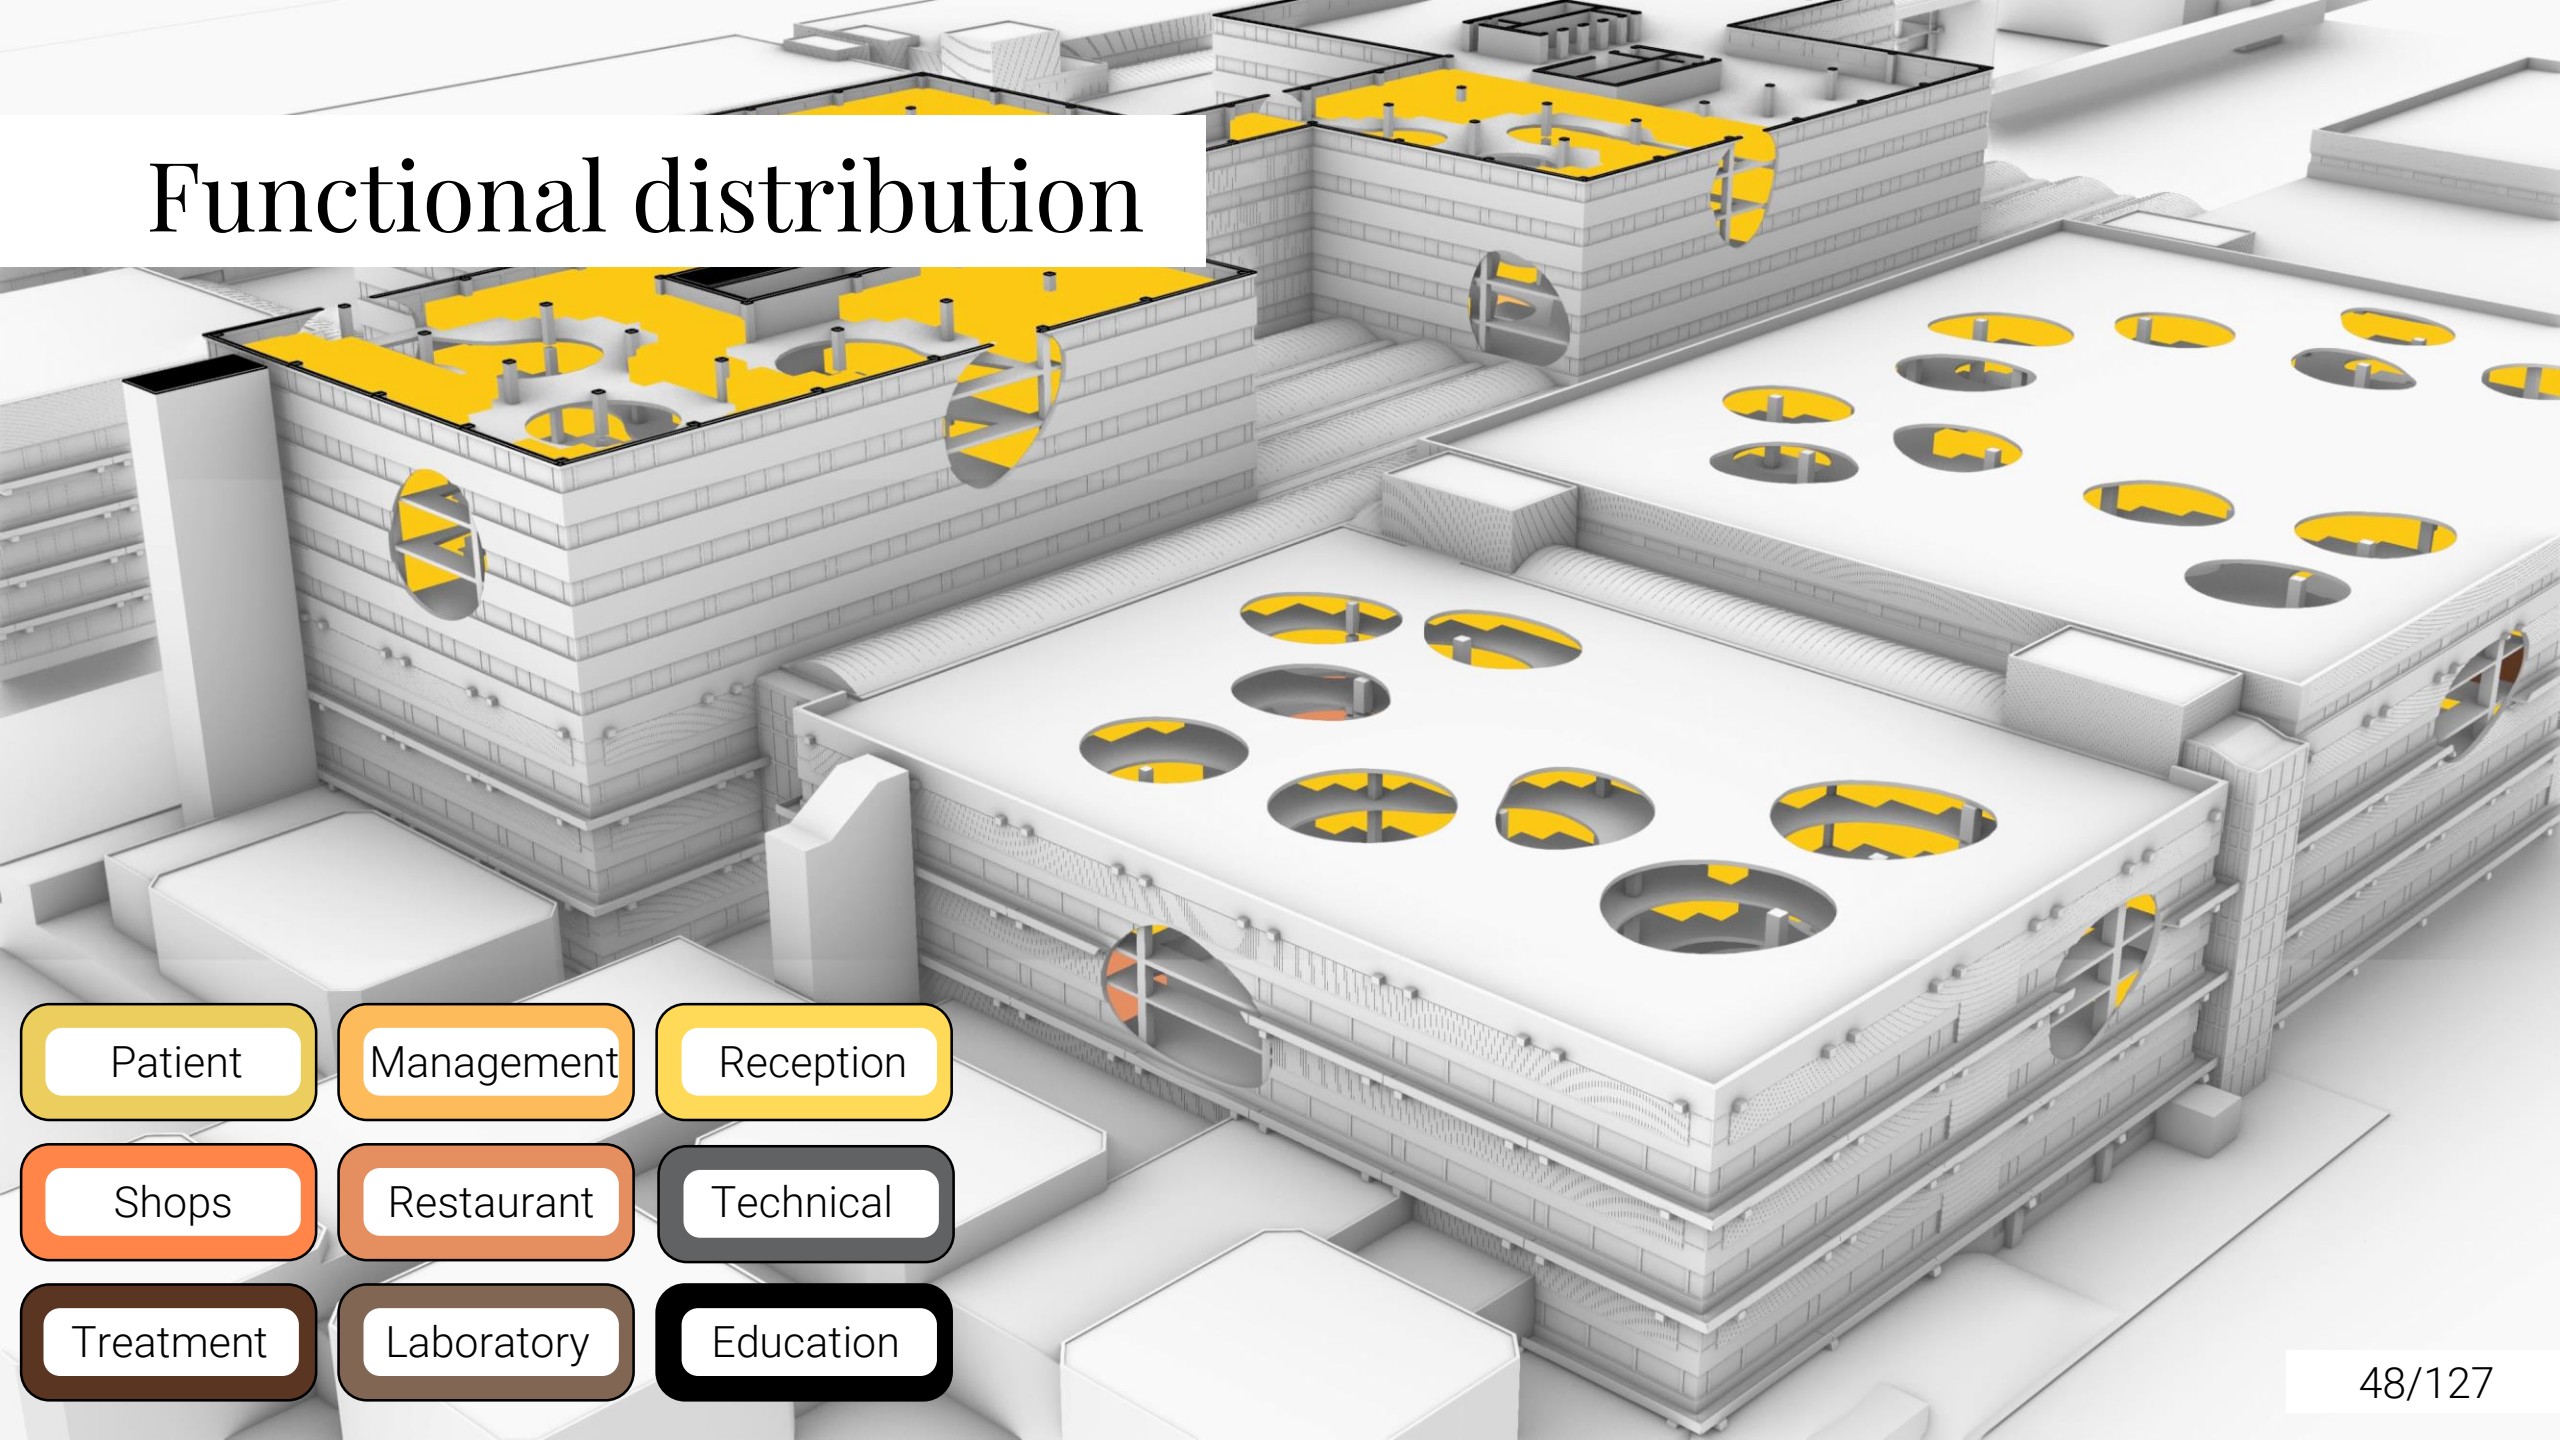 Functional distribution
Patient
Management
Reception
Shops
Restaurant
Technical
Treatment
Laboratory
Education
48/127